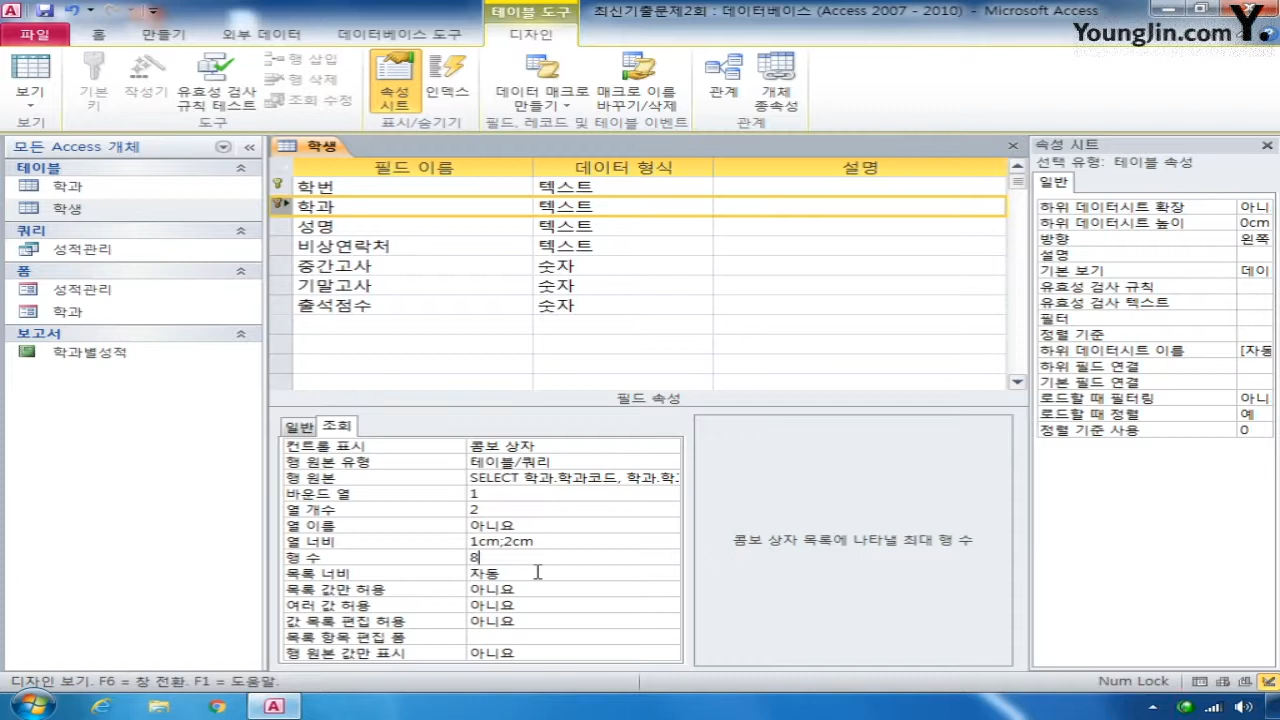 테이블 도구
최신기출문제2회 : 데이터베이스 (Access 2007 - 2010) - Microsoft Access
YoungJin.com Y.
파일 홈 만들기 외부 데이터 데이터베이스 도구 디자인
보기
기본 키
작성기
유효성 검사 규칙 테스트
행 삽입
행 삭제
조회 수정
속성 시트
인덱스
데이터 매크로 만들기
매크로 이름 바꾸기/삭제
관계
개체 종속성
보기 도구 표시/숨기기 필드, 레코드 및 테이블 이벤트 관계
모든 Access 개체
테이블
학과
학생
쿼리
성적관리
폼
성적관리
학과
보고서
학과별성적
학생
필드 이름 데이터 형식 설명
학번 텍스트
학과 텍스트
성명 텍스트
비상연락처 텍스트
중간고사 숫자
기말고사 숫자
출석점수 숫자
필드 속성
일반 조회
컨트롤 표시 콤보 상자
행 원본 유형 테이블/쿼리
행 원본 SELECT 학과.학과코드, 학과.학
바운드 열 1
열 개수 2
열 이름 아니요
열 너비 1cm;2cm
행 수 8
목록 너비 자동
목록 값만 허용 아니요
여러 값 허용 아니요
값 목록 편집 허용 아니요
목록 항목 편집 폼
행 원본 값만 표시 아니요
콤보 상자 목록에 나타낼 최대 행 수
속성 시트
선택 유형: 테이블 속성
일반
하위 데이터시트 확장 아니
하위 데이터시트 높이 0cm
방향 왼쪽
설명
기본 보기 데이
유효성 검사 규칙
유효성 검사 텍스트
필터
정렬 기준
하위 데이터시트 이름 [자동
하위 필드 연결
기본 필드 연결
로드할 때 필터링 아니
로드할 때 정렬 예
정렬 기준 사용 0
디자인 보기. F6 = 창 전환. F1 = 도움말.
Num Lock